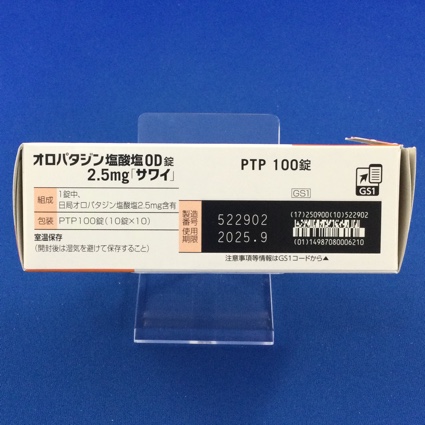 オロパタジン塩酸塩OD錠
2.5mg「サワイ」
PTP 100錠
GS1
GS1
組成
1錠中、
日局オロパタジン塩酸塩2.5mg含有
包装
PTP100錠(10錠×10)
室温保存
(開封後は湿気を避けて保存すること)
製造番号
522902
使用期限
2025.9
(17)250900(10)522902
(01)14987080006210
注意事項等情報はGS1コードから▲